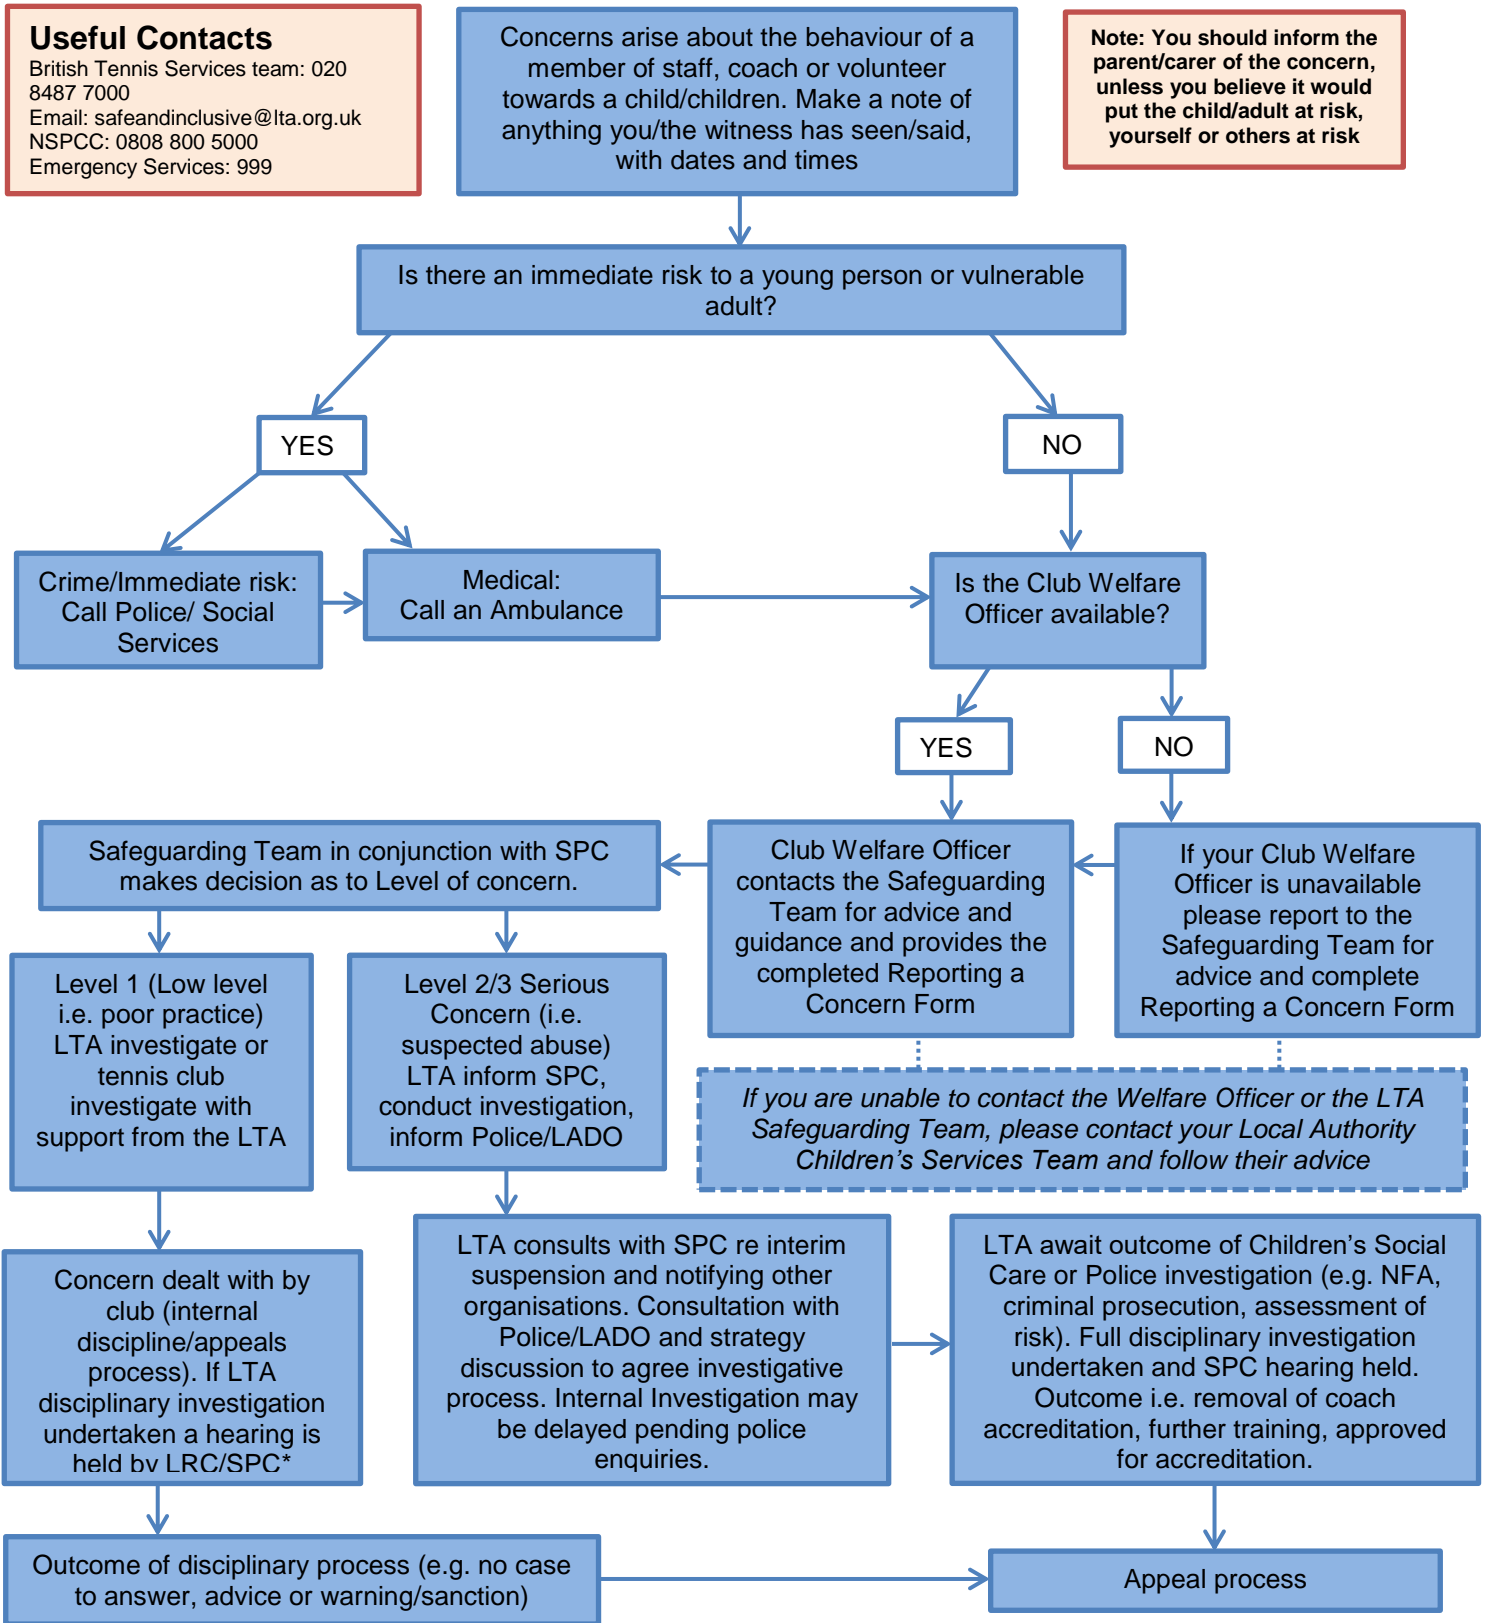 Useful Contacts
British Tennis Services team: 020
8487 7000
Email: safeandinclusive@lta.org.uk
NSPCC: 0808 800 5000
Emergency Services: 999
Concerns arise about the behaviour of a
member of staff, coach or volunteer
towards a child/children. Make a note of
anything you/the witness has seen/said,
with dates and times
Note: You should inform the
parent/carer of the concern,
unless you believe it would
put the child/adult at risk,
yourself or others at risk
Is there an immediate risk to a young person or vulnerable
adult?
YES
NO
Crime/Immediate risk:
Call Police/ Social
Services
Medical:
Call an Ambulance
Is the Club Welfare
Officer available?
YES
NO
Safeguarding Team in conjunction with SPC
makes decision as to Level of concern.
Club Welfare Officer
contacts the Safeguarding
Team for advice and
guidance and provides the
completed Reporting a
Concern Form
If your Club Welfare
Officer is unavailable
please report to the
Safeguarding Team for
advice and complete
Reporting a Concern Form
Level 1 (Low level
i.e. poor practice)
LTA investigate or
tennis club
investigate with
support from the LTA
Level 2/3 Serious
Concern (i.e.
suspected abuse)
LTA inform SPC,
conduct investigation,
inform Police/LADO
If you are unable to contact the Welfare Officer or the LTA
Safeguarding Team, please contact your Local Authority
Children's Services Team and follow their advice
Concern dealt with by
club (internal
discipline/appeals
process). If LTA
disciplinary investigation
undertaken a hearing is
held by LRC/SPC*
LTA consults with SPC re interim
suspension and notifying other
organisations. Consultation with
Police/LADO and strategy
discussion to agree investigative
process. Internal Investigation may
be delayed pending police
enquiries.
LTA await outcome of Children's Social
Care or Police investigation (e.g. NFA,
criminal prosecution, assessment of
risk). Full disciplinary investigation
undertaken and SPC hearing held.
Outcome i.e. removal of coach
accreditation, further training, approved
for accreditation.
Outcome of disciplinary process (e.g. no case
to answer, advice or warning/sanction)
Appeal process